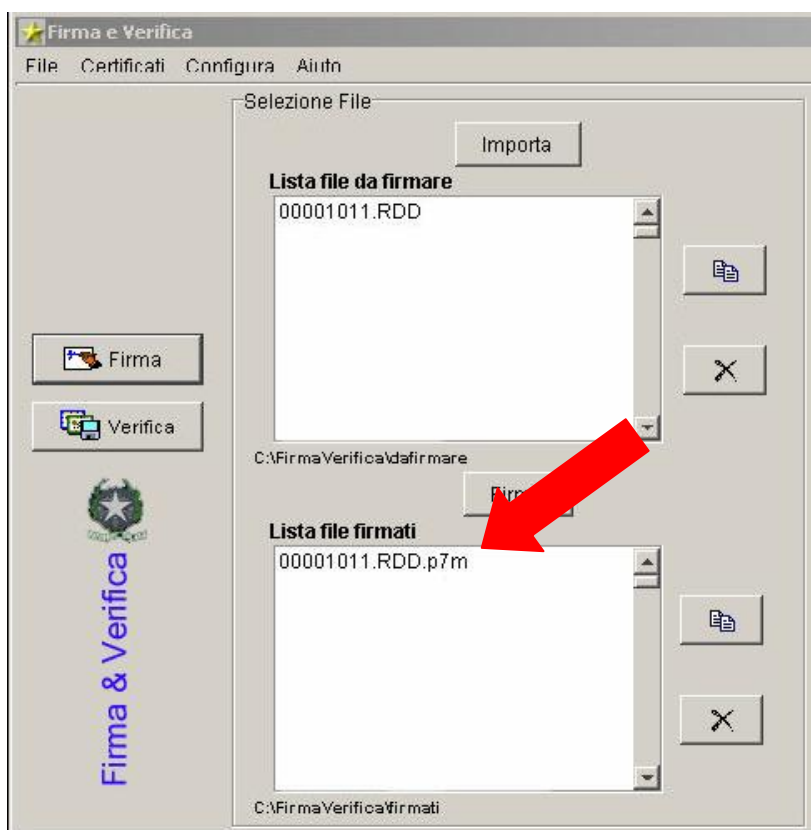 Firma e Verifica
File Certificati Configura Aiuto
Selezione File
Importa
Lista file da firmare
00001011.RDD
Firma
Verifica
C:\FirmaVerifica\dafirmare
Lista file firmati
00001011.RDD.p7m
Firma & Verifica
C:\FirmaVerifica\firmati